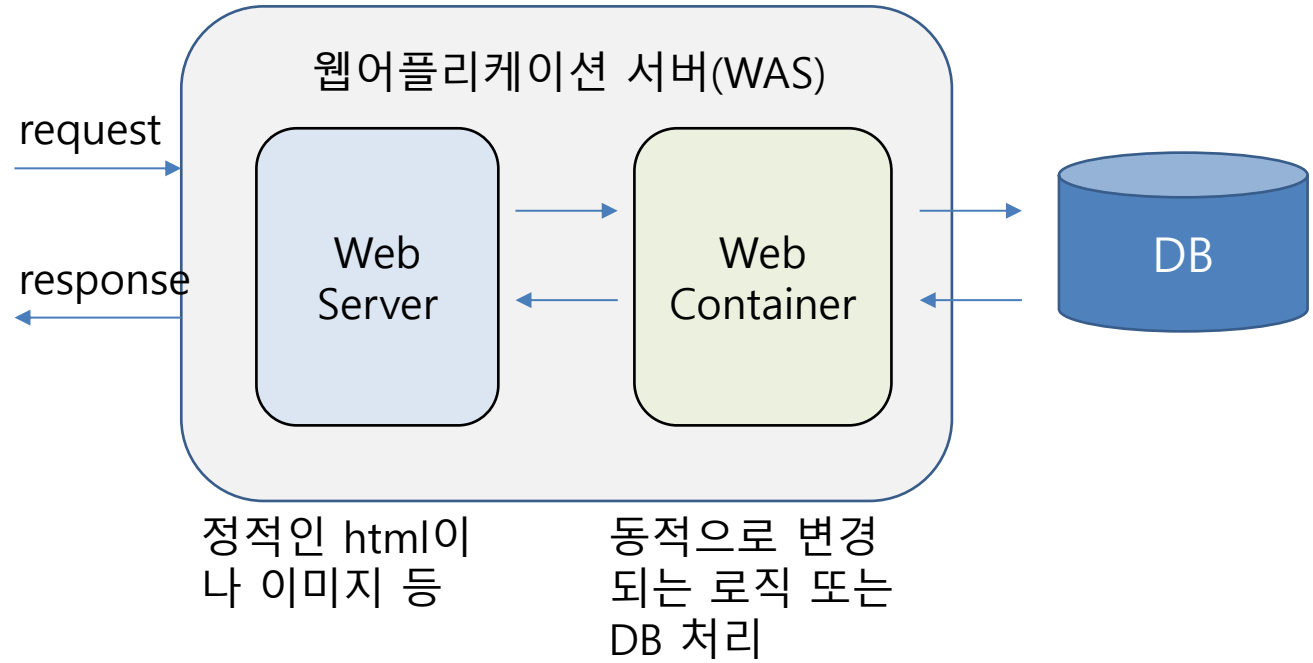 웹어플리케이션 서버(WAS)
request
response
Web
Server
Web
Container
DB
정적인 html이
나 이미지 등
동적으로 변경
되는 로직 또는
DB 처리